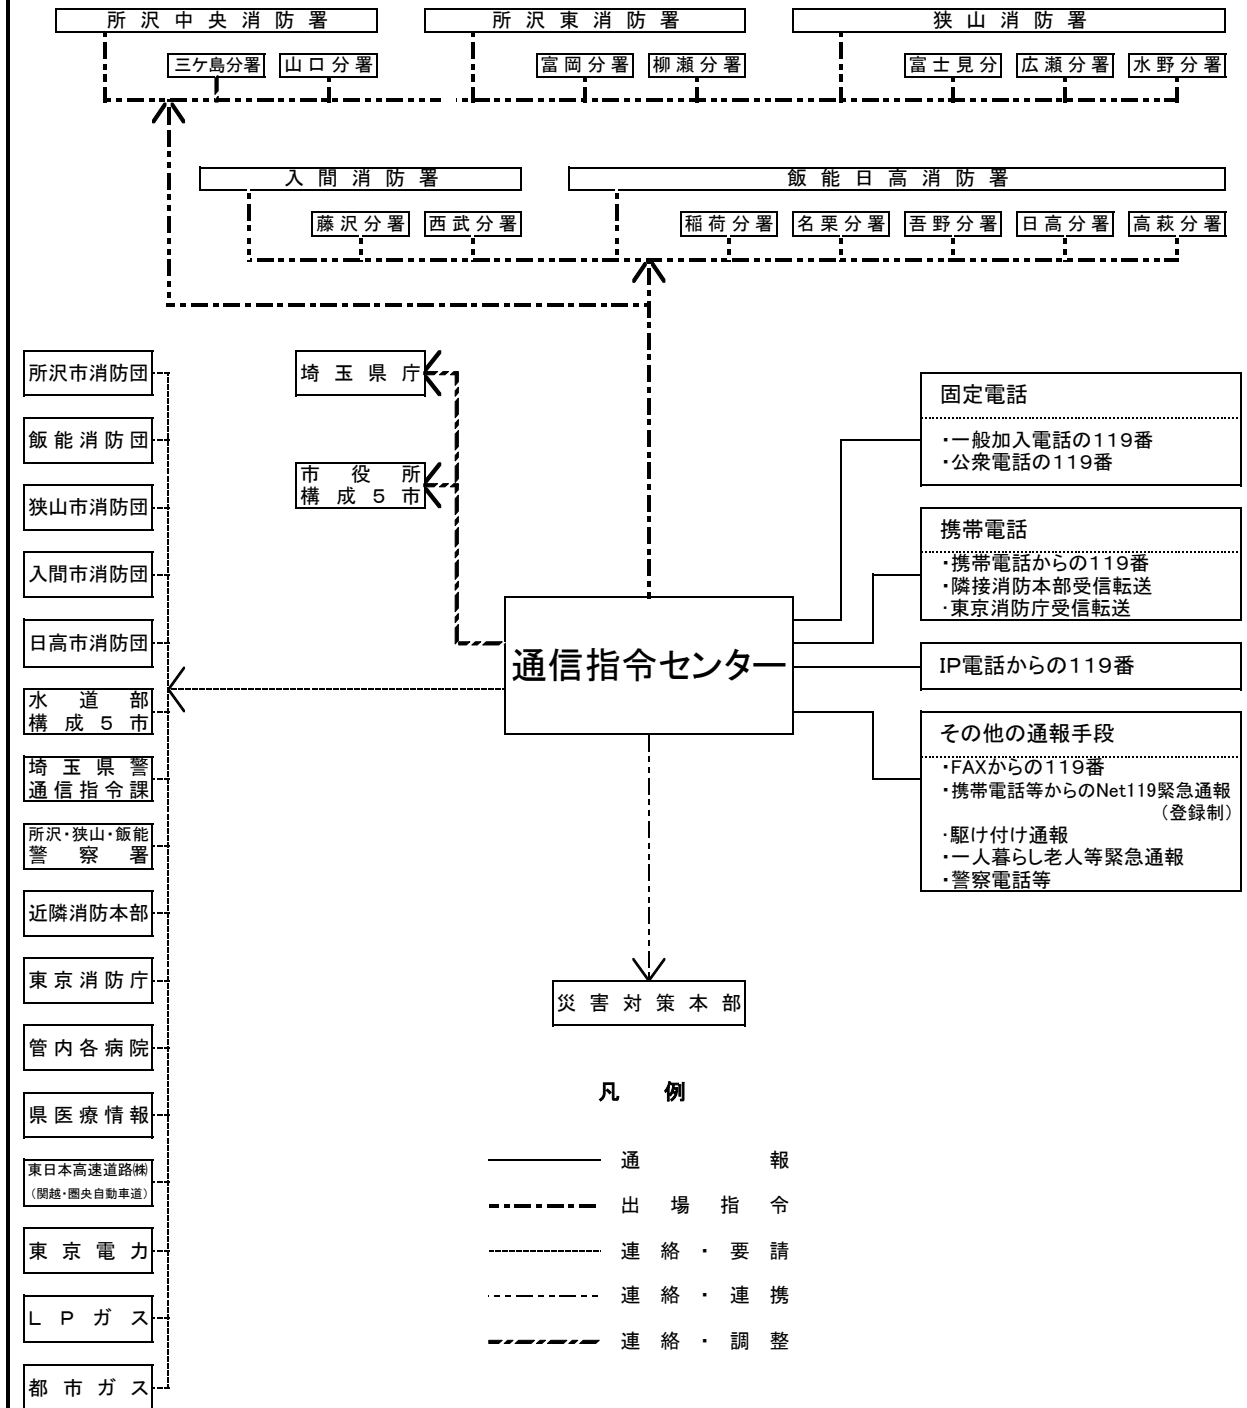 所沢中央消防署
所沢東消防署
狭山消防署
三ケ島分署
山口分署
富岡分署
柳瀬分署
富士見分
広瀬分署
水野分署
入間消防署
飯能日高消防署
藤沢分署
西武分署
稲荷分署
名栗分署
吾野分署
日高分署
高萩分署
所沢市消防団
飯能消防団
狭山市消防団
入間市消防団
日高市消防団
水道部
構成5市
埼玉県警
通信指令課
所沢・狭山・飯能
警察署
近隣消防本部
東京消防庁
管内各病院
県医療情報
東日本高速道路㈱
（関越・圏央自動車道）
東京電力
LPガス
都市ガス
埼玉県庁
市役所
構成5市
通信指令センター
固定電話
・一般加入電話の119番
・公衆電話の119番
携帯電話
・携帯電話からの119番
・隣接消防本部受信転送
・東京消防庁受信転送
IP電話からの119番
その他の通報手段
・FAXからの119番
・携帯電話等からのNet119緊急通報
（登録制）
・駆け付け通報
・一人暮らし老人等緊急通報
・警察電話等
災害対策本部
凡例
通報
出場指令
連絡・要請
連絡・連携
連絡・調整